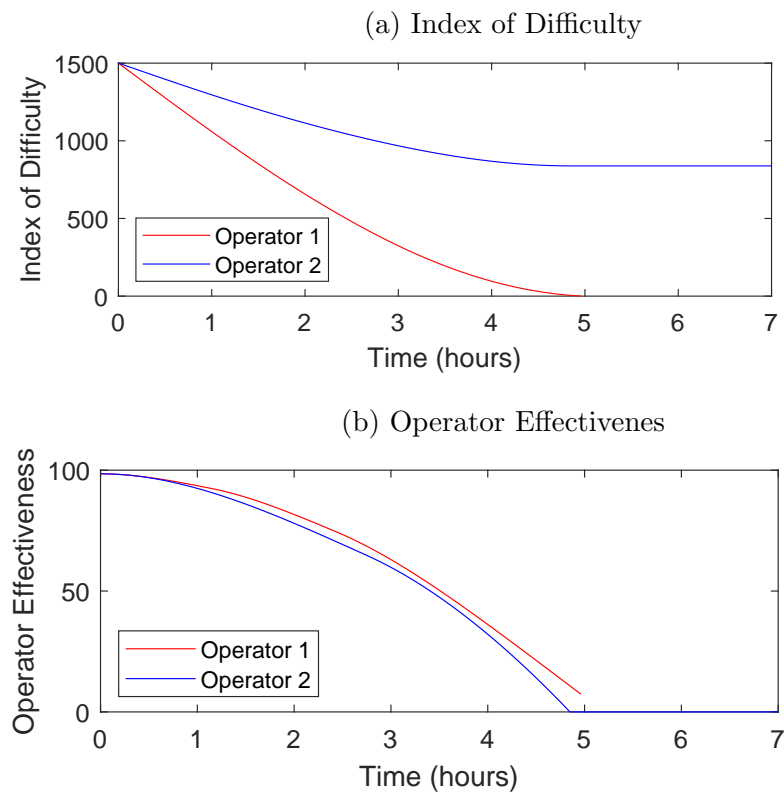 (a) Index of Difficulty
1500
1000
500
0
Index of Difficulty
Operator 1
Operator 2
0 1 2 3 4 5 6 7
Time (hours)
(b) Operator Effectivenes
100
50
0
Operator Effectiveness
Operator 1
Operator 2
0 1 2 3 4 5 6 7
Time (hours)